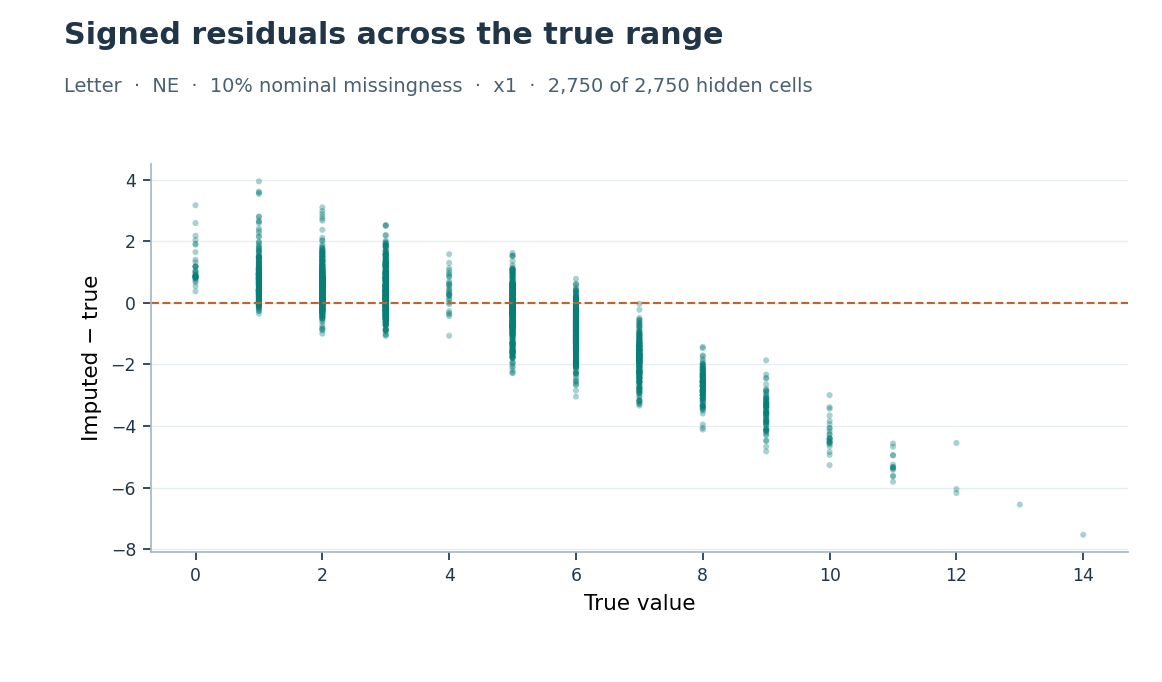 Signed residuals across the true range
Letter · NE · 10% nominal missingness · x1 · 2,750 of 2,750 hidden cells
Imputed − true
4
2
0
−2
−4
−6
−8
0 2 4 6 8 10 12 14
True value